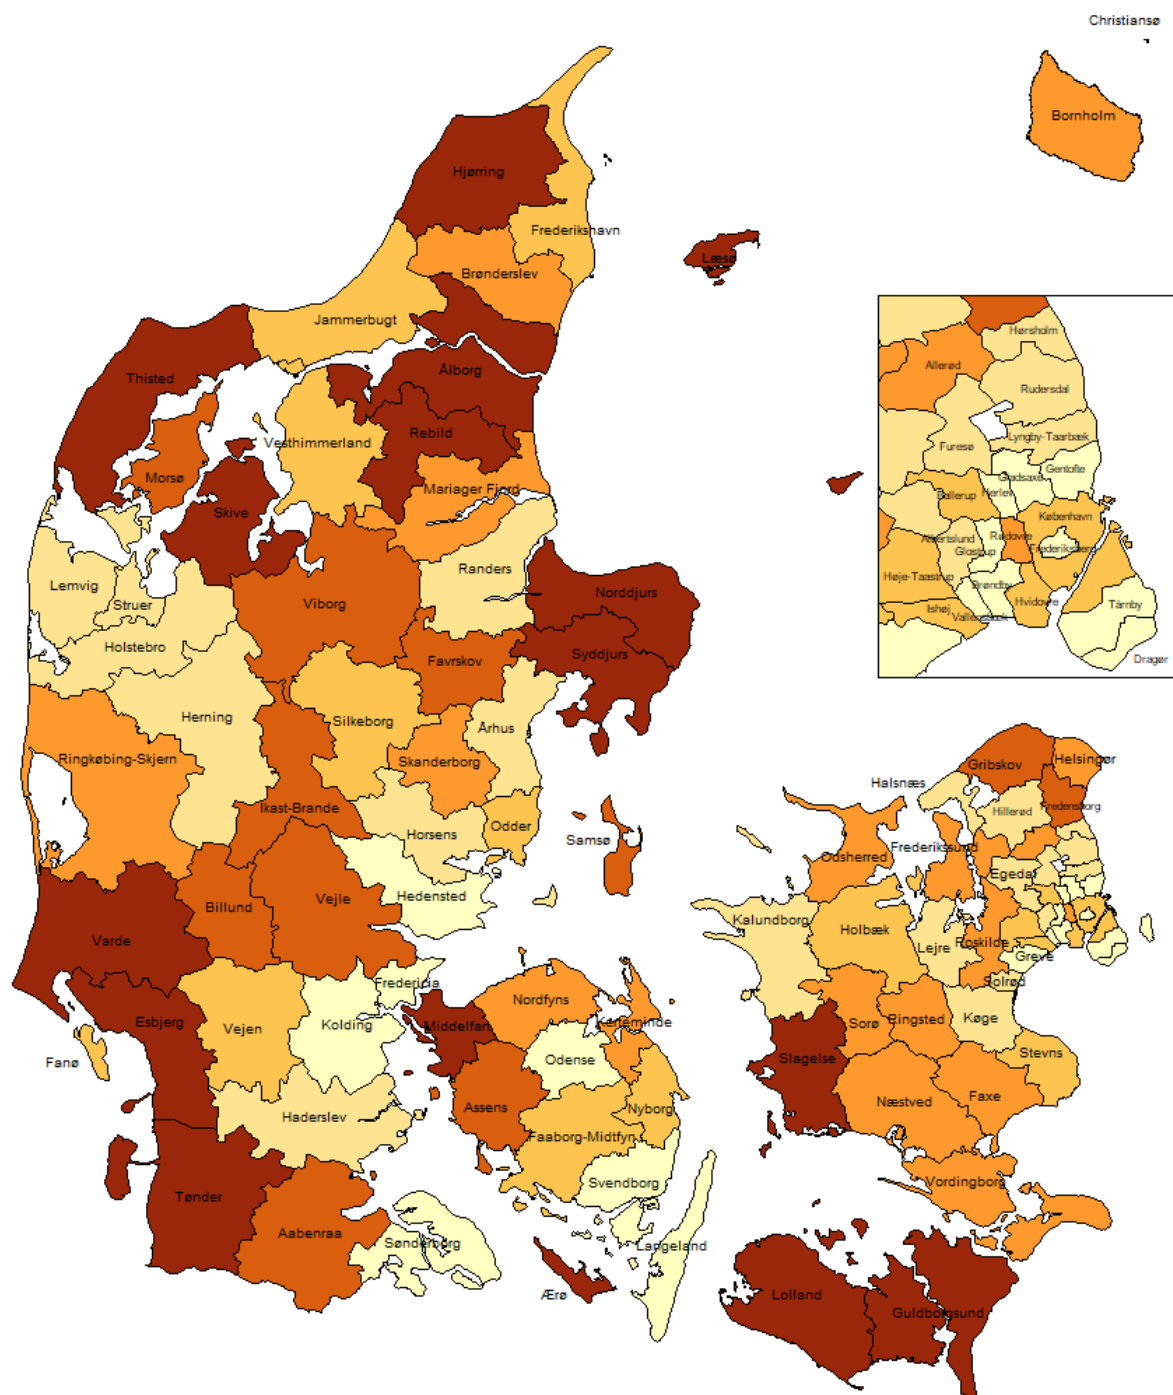 Christiansø
Bornholm
Hjørring
Frederikshavn
Læsø
Brønderslev
Jammerbugt
Hørsholm
Allerød
Ålborg
Thisted
Rudersdal
Rebild
Lyngby-Taarbæk
Vesthimmerland
Furesø
Gentofte
Gladsaxe
Morsø
Mariager Fjord
Ballerup
Herlev
Skive
København
Rødovre
Albertslund
Frederiksberg
Glostrup
Randers
Høje-Taastrup
Lemvig
Brøndby
Norddjurs
Struer
Viborg
Hvidovre
Tårnby
Ishøj
Vallensbæk
Holstebro
Syddjurs
Favrskov
Dragør
Herning
Silkeborg
Århus
Ringkøbing-Skjern
Skanderborg
Gribskov
Helsingør
Halsnæs
Ikast-Brande
Hillerød
Fredensborg
Horsens
Odder
Samsø
Frederikssund
Odsherred
Egedal
Hedensted
Vejle
Billund
Kalundborg
Holbæk
Varde
Lejre
Roskilde
Greve
Fredericia
Solrød
Nordfyns
Esbjerg
Vejen
Kolding
Middelfart
Kerteminde
Sorø
Ringsted
Køge
Stevns
Fanø
Odense
Slagelse
Assens
Næstved
Faxe
Nyborg
Haderslev
Faaborg-Midtfyn
Svendborg
Vordingborg
Tønder
Aabenraa
Sønderborg
Langeland
Ærø
Lolland
Guldborgsund